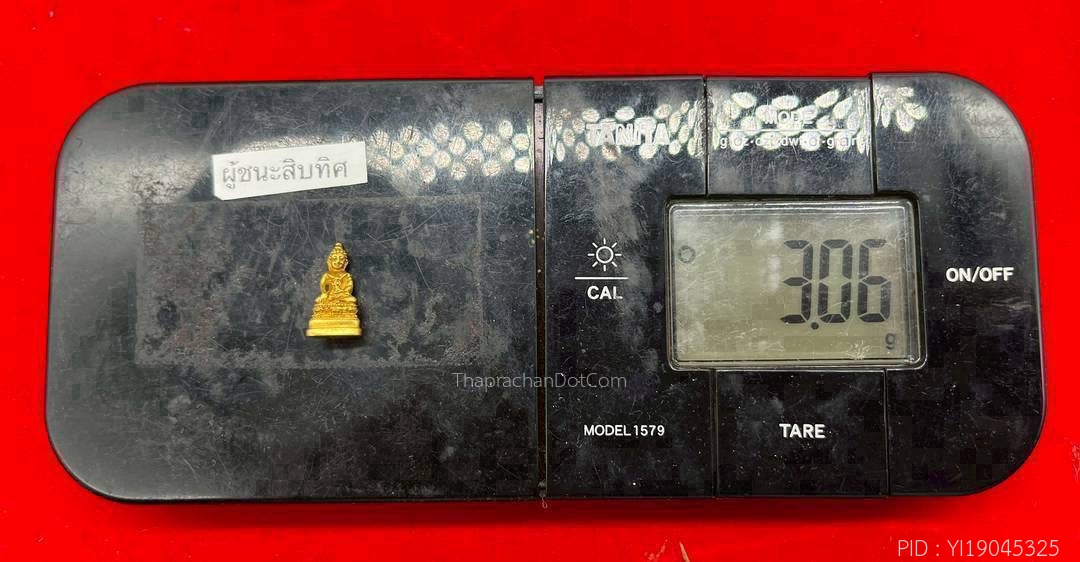 ผู้ชนะสิบทิศ
TANITA
MODE
CAL
3.06
g
ON/OFF
ThaprachanDotCom
MODEL 1579
TARE
PID : YI19045325